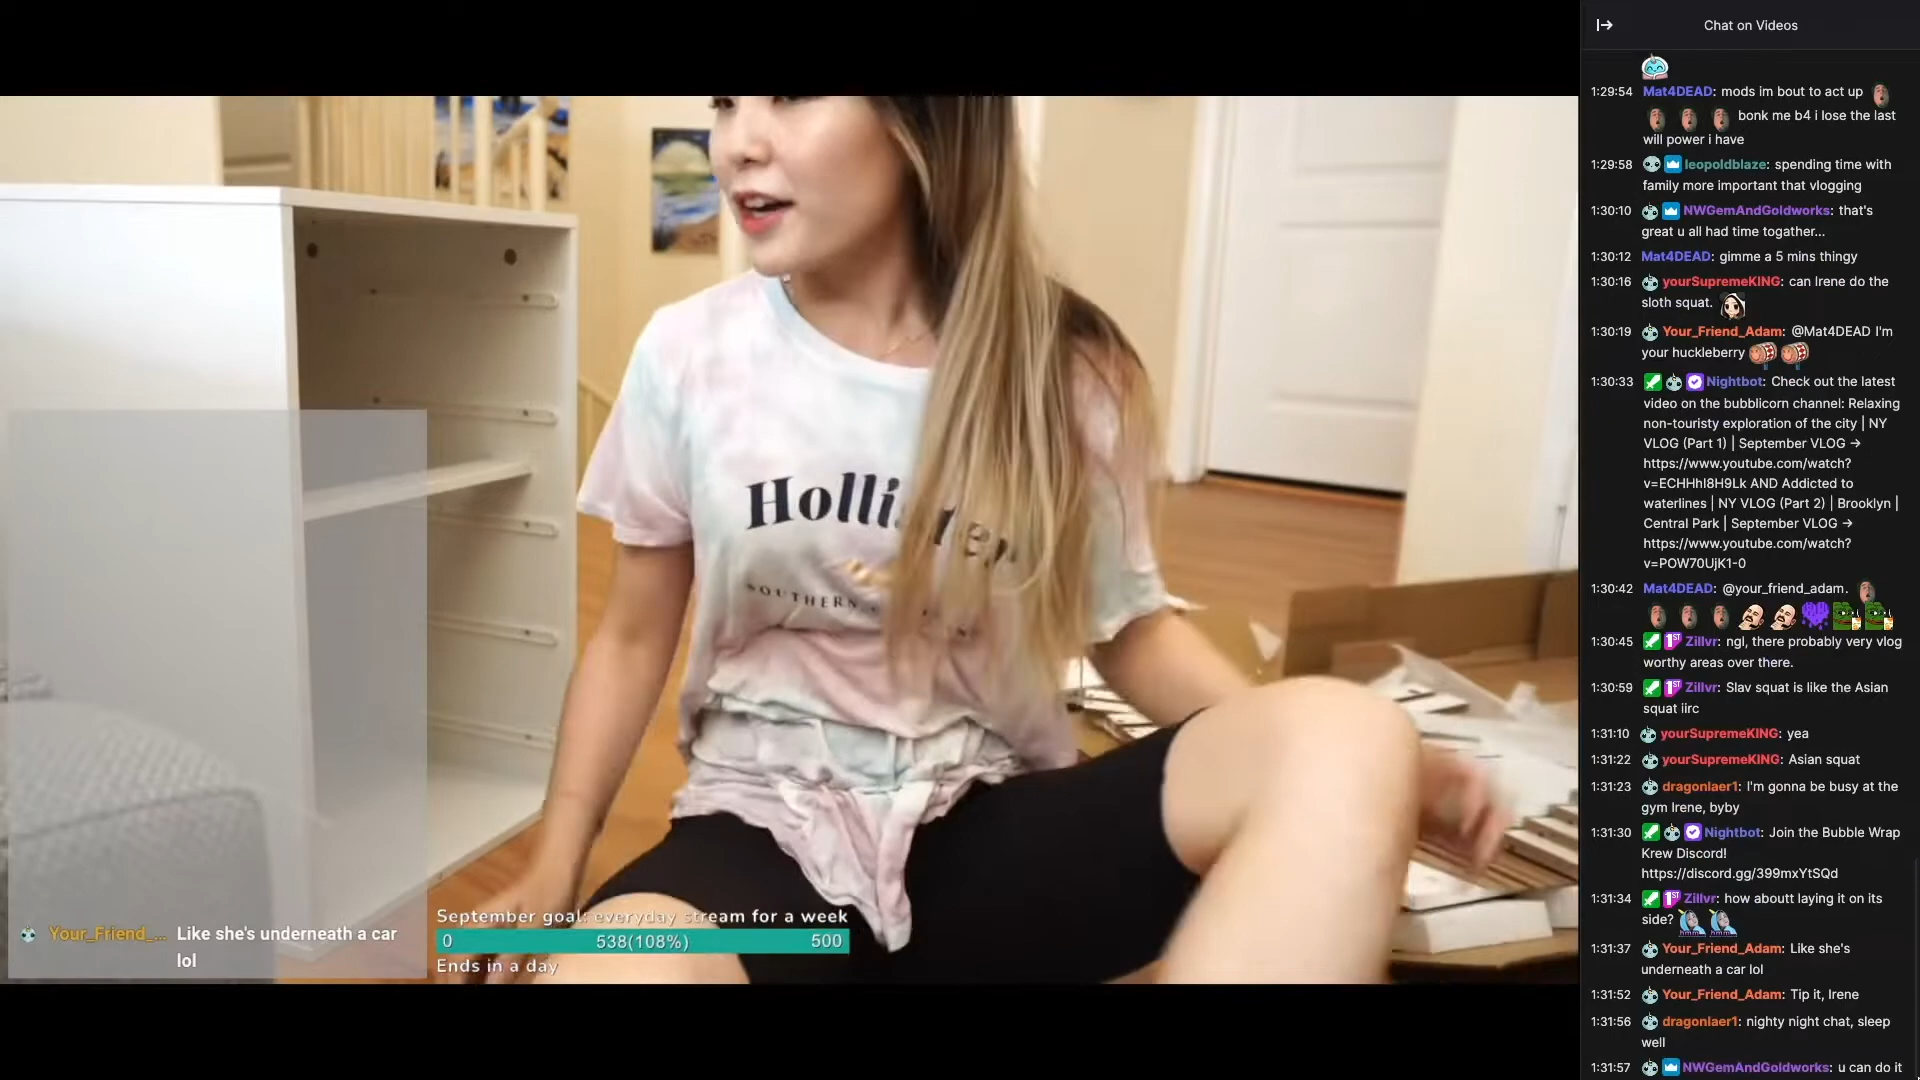 Hollister
SOUTHERN
Your_Friend_... Like she's underneath a car
lol
September goal: everyday stream for a week
0 538(108%) 500
Ends in a day
Chat on Videos
1:29:54 Mat4DEAD: mods im bout to act up
bonk me b4 i lose the last
will power i have
1:29:58 leopoldblaze: spending time with
family more important that vlogging
1:30:10 NWGemAndGoldworks: that's
great u all had time togather...
1:30:12 Mat4DEAD: gimme a 5 mins thingy
1:30:16 yourSupremeKING: can Irene do the
sloth squat.
1:30:19 Your_Friend_Adam: @Mat4DEAD I'm
your huckleberry
1:30:33 Nightbot: Check out the latest
video on the bubblicorn channel: Relaxing
non-touristy exploration of the city | NY
VLOG (Part 1) | September VLOG →
https://www.youtube.com/watch?
v=ECHHhI8H9Lk AND Addicted to
waterlines | NY VLOG (Part 2) | Brooklyn |
Central Park | September VLOG →
https://www.youtube.com/watch?
v=POW70UjK1-0
1:30:42 Mat4DEAD: @your_friend_adam.
1:30:45 1ST Zillvr: ngl, there probably very vlog
worthy areas over there.
1:30:59 1ST Zillvr: Slav squat is like the Asian
squat iirc
1:31:10 yourSupremeKING: yea
1:31:22 yourSupremeKING: Asian squat
1:31:23 dragonlaer1: I'm gonna be busy at the
gym Irene, byby
1:31:30 Nightbot: Join the Bubble Wrap
Krew Discord!
https://discord.gg/399mxYtSQd
1:31:34 1ST Zillvr: how aboutt laying it on its
side?
1:31:37 Your_Friend_Adam: Like she's
underneath a car lol
1:31:52 Your_Friend_Adam: Tip it, Irene
1:31:56 dragonlaer1: nighty night chat, sleep
well
1:31:57 NWGemAndGoldworks: u can do it